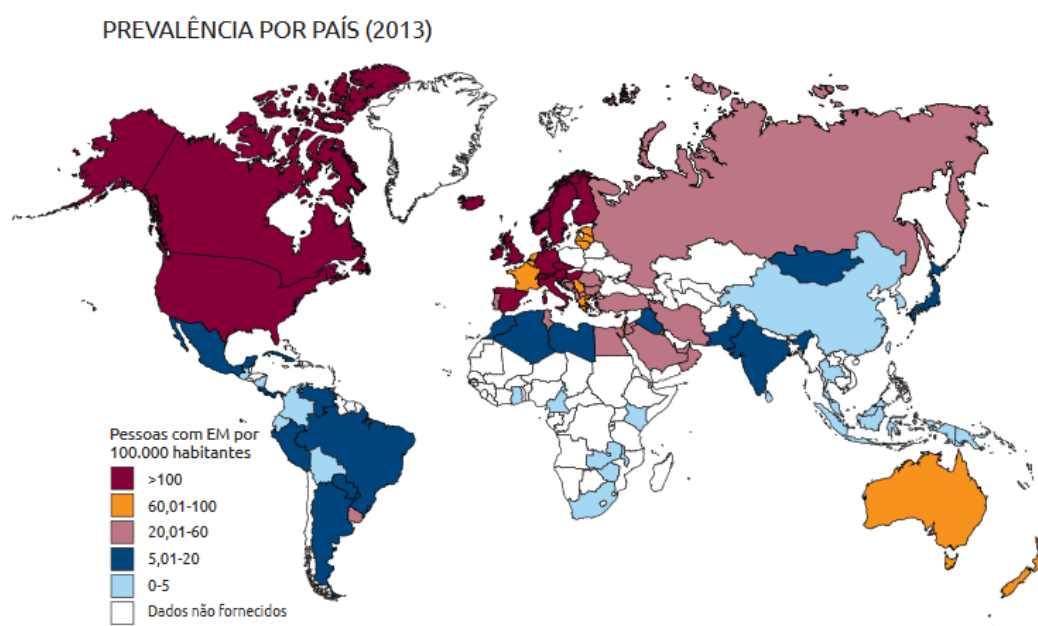 PREVALÊNCIA POR PAÍS (2013)
Pessoas com EM por
100.000 habitantes
>100
60,01-100
20,01-60
5,01-20
0-5
Dados não fornecidos